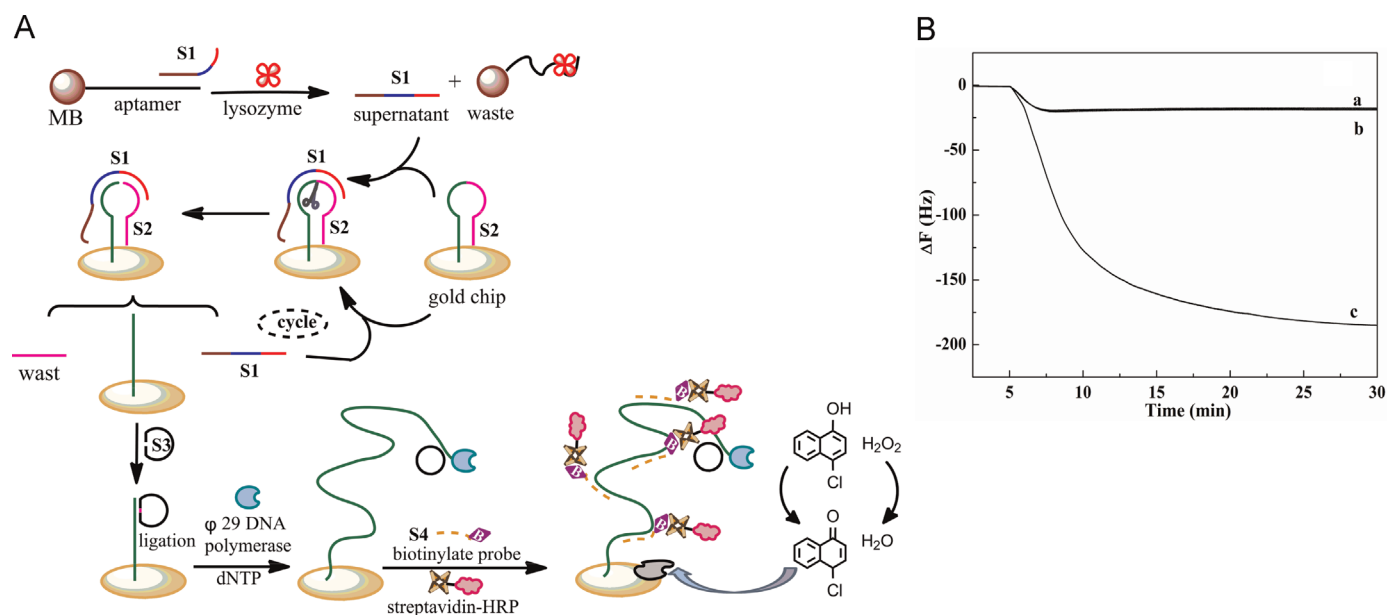 A
S1
MB
aptamer
lysozyme
S1
supernatant
+
waste
S1
S2
S1
S2
S2
gold chip
cycle
wast
S1
S3
ligation
φ 29 DNA
polymerase
dNTP
S4
B
biotinylate probe
streptavidin-HRP
B
B
B
B
OH
Cl
H2O2
O
Cl
H2O
B
0
-50
-100
-150
-200
ΔF (Hz)
a
b
c
5
10
15
20
25
30
Time (min)